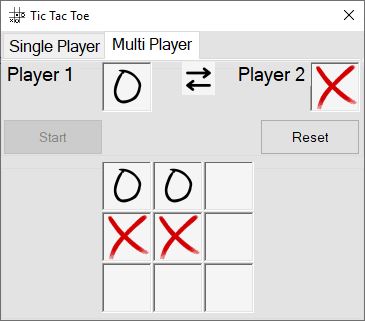 Tic Tac Toe
Single Player Multi Player
Player 1 Player 2
Start Reset